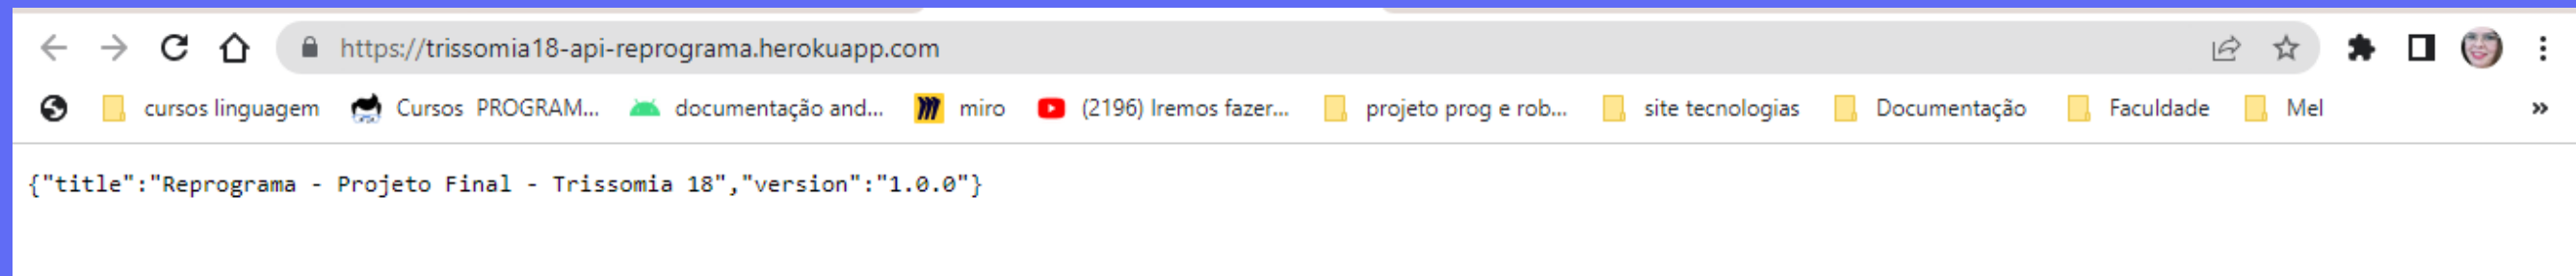 https://trissomia18-api-reprograma.herokuapp.com
cursos linguagem Cursos PROGRAM... documentação and... miro (2196) Iremos fazer... projeto prog e rob... site tecnologias Documentação Faculdade Mel »
{"title":"Reprograma - Projeto Final - Trissomia 18","version":"1.0.0"}